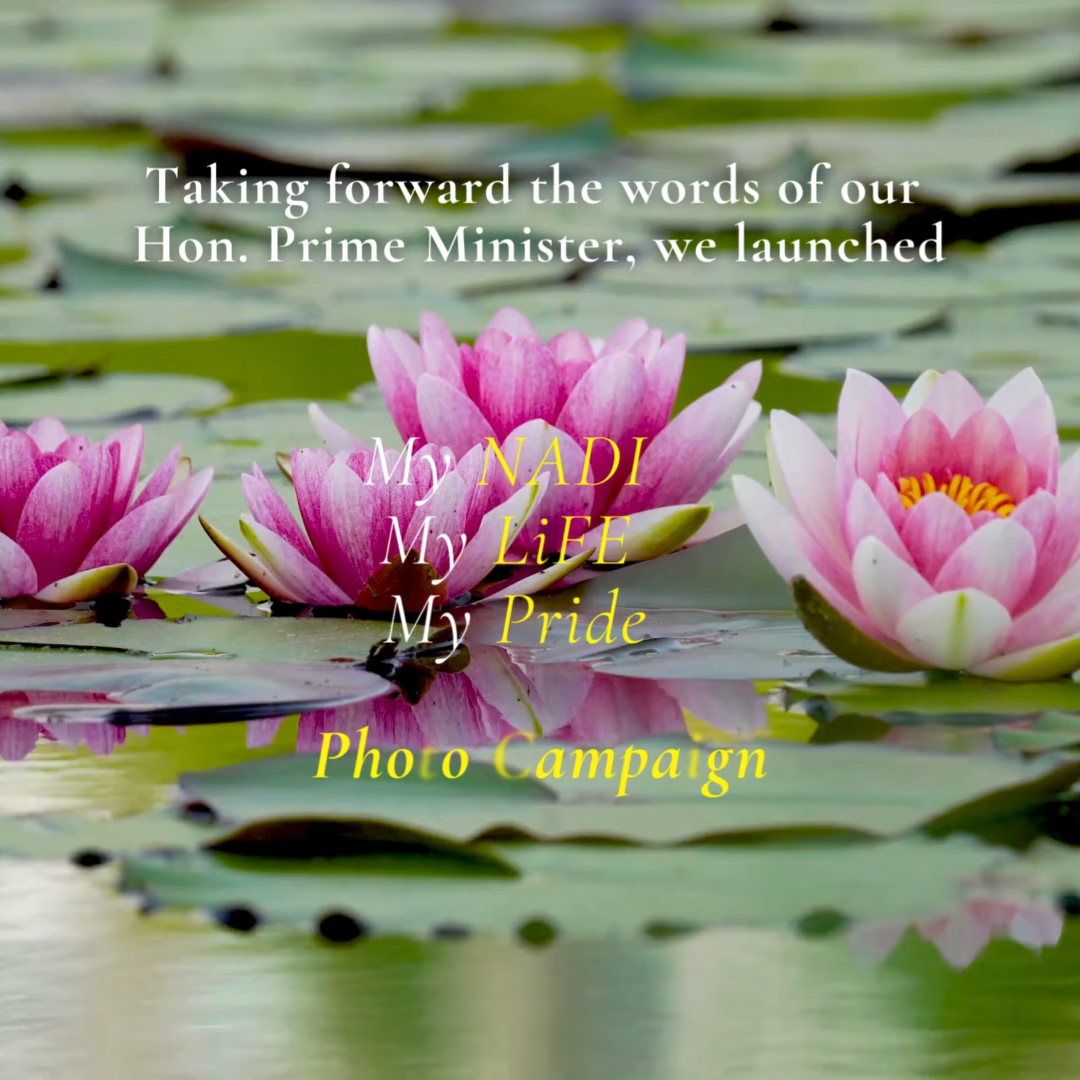 Taking forward the words of our
Hon. Prime Minister, we launched
My NADI
My LiFE
My Pride
Photo Campaign